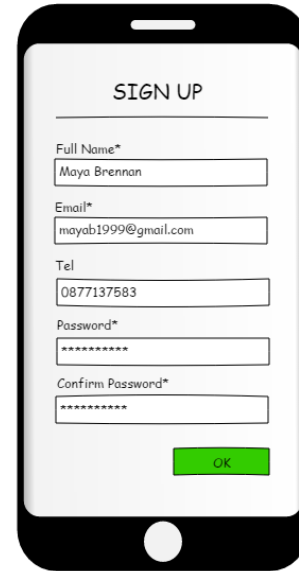 SIGN UP
Full Name*
Maya Brennan
Email*
mayab1999@gmail.com
Tel
0877137583
Password*
**********
Confirm Password*
**********
OK